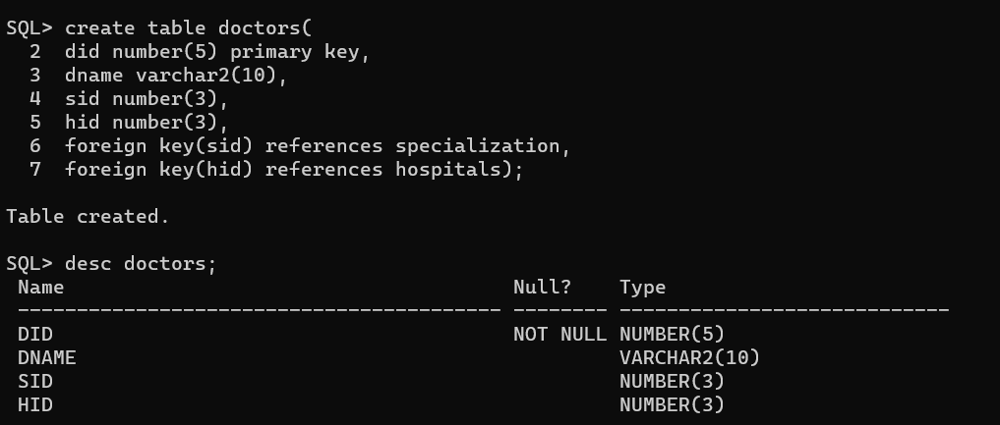 SQL> create table doctors(
  2  did number(5) primary key,
  3  dname varchar2(10),
  4  sid number(3),
  5  hid number(3),
  6  foreign key(sid) references specialization,
  7  foreign key(hid) references hospitals);
Table created.
SQL> desc doctors;
 Name                                      Null?    Type
 ----------------------------------------- -------- ----------------------------
 DID                                       NOT NULL NUMBER(5)
 DNAME                                              VARCHAR2(10)
 SID                                                NUMBER(3)
 HID                                                NUMBER(3)